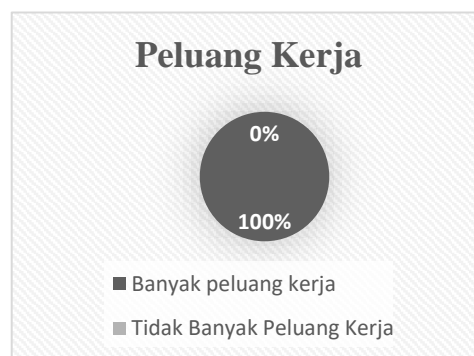 Peluang Kerja
0%
100%
Banyak peluang kerja
Tidak Banyak Peluang Kerja